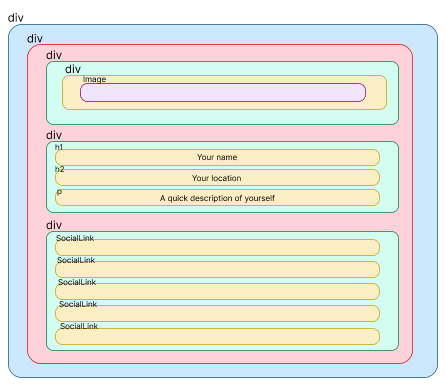 div
div
div
div
Image
div
h1
Your name
h2
Your location
p
A quick description of yourself
div
SocialLink
SocialLink
SocialLink
SocialLink
SocialLink